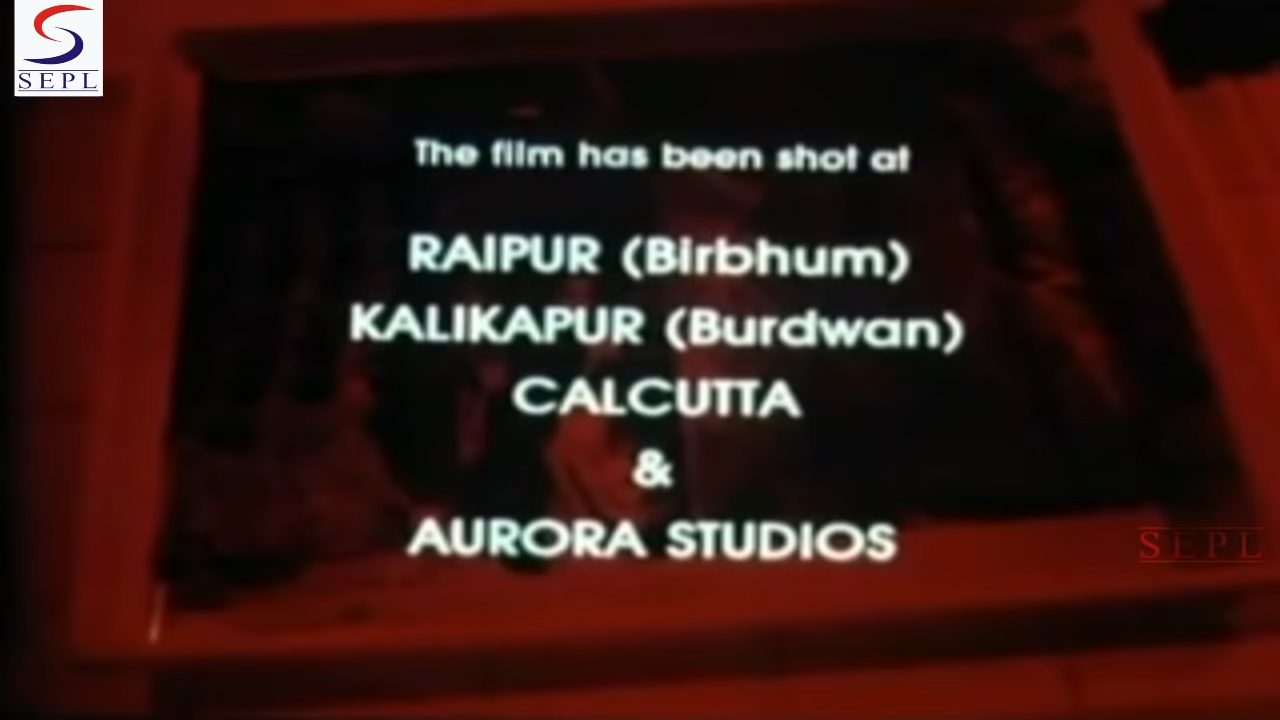 SEPL
The film has been shot at
RAIPUR (Birbhum)
KALIKAPUR (Burdwan)
CALCUTTA
&
AURORA STUDIOS
SEPL